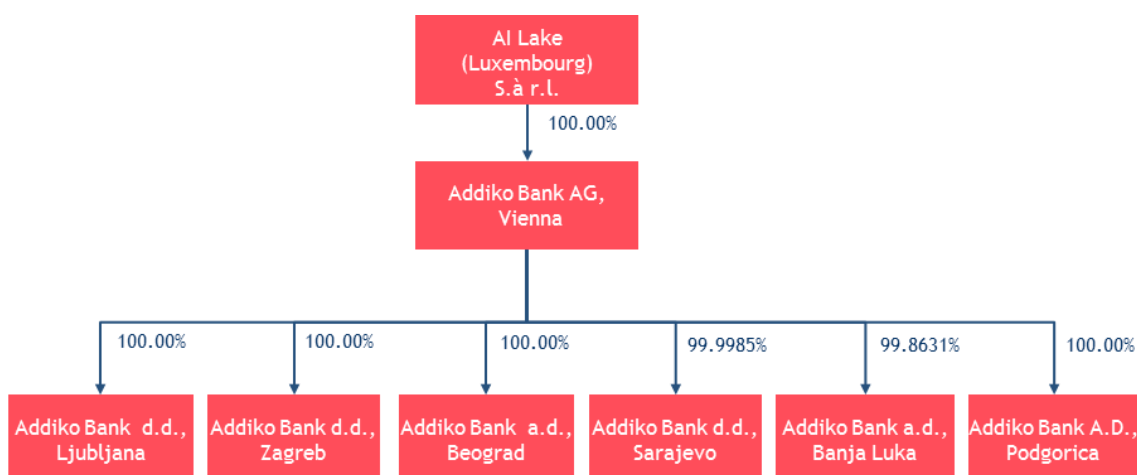 AI Lake
(Luxembourg)
S.à r.l.
100.00%
Addiko Bank AG,
Vienna
100.00%
100.00%
100.00%
99.9985%
99.8631%
100.00%
Addiko Bank d.d.,
Ljubljana
Addiko Bank d.d.,
Zagreb
Addiko Bank a.d.,
Beograd
Addiko Bank d.d.,
Sarajevo
Addiko Bank a.d.,
Banja Luka
Addiko Bank A.D.,
Podgorica